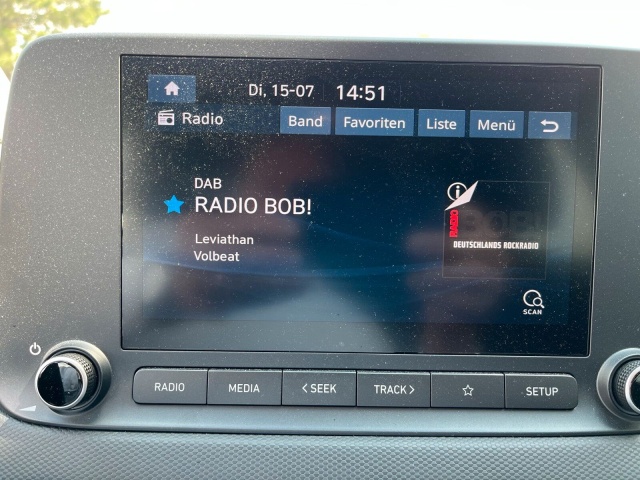 Di, 15-07 14:51
Radio Band Favoriten Liste Menü
DAB
RADIO BOB!
Leviathan
Volbeat
RADIO BOB!
DEUTSCHLANDS ROCKRADIO
SCAN
RADIO MEDIA < SEEK TRACK > SETUP